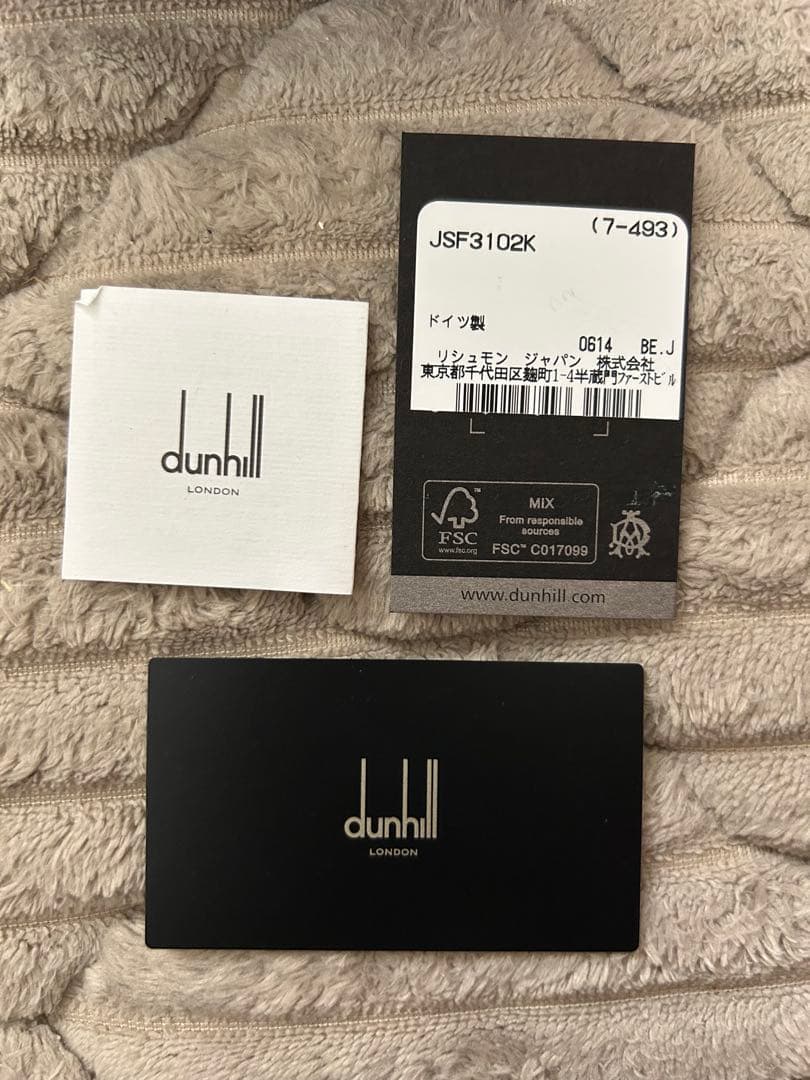 dunhill
LONDON
JSF3102K
(7-493)
ドイツ製
0614 BE.J
リシュモン ジャパン 株式会社
東京都千代田区麹町1-4半蔵門ファーストビル
FSC™
www.fsc.org
MIX
From responsible
sources
FSC™ C017099
www.dunhill.com
dunhill
LONDON